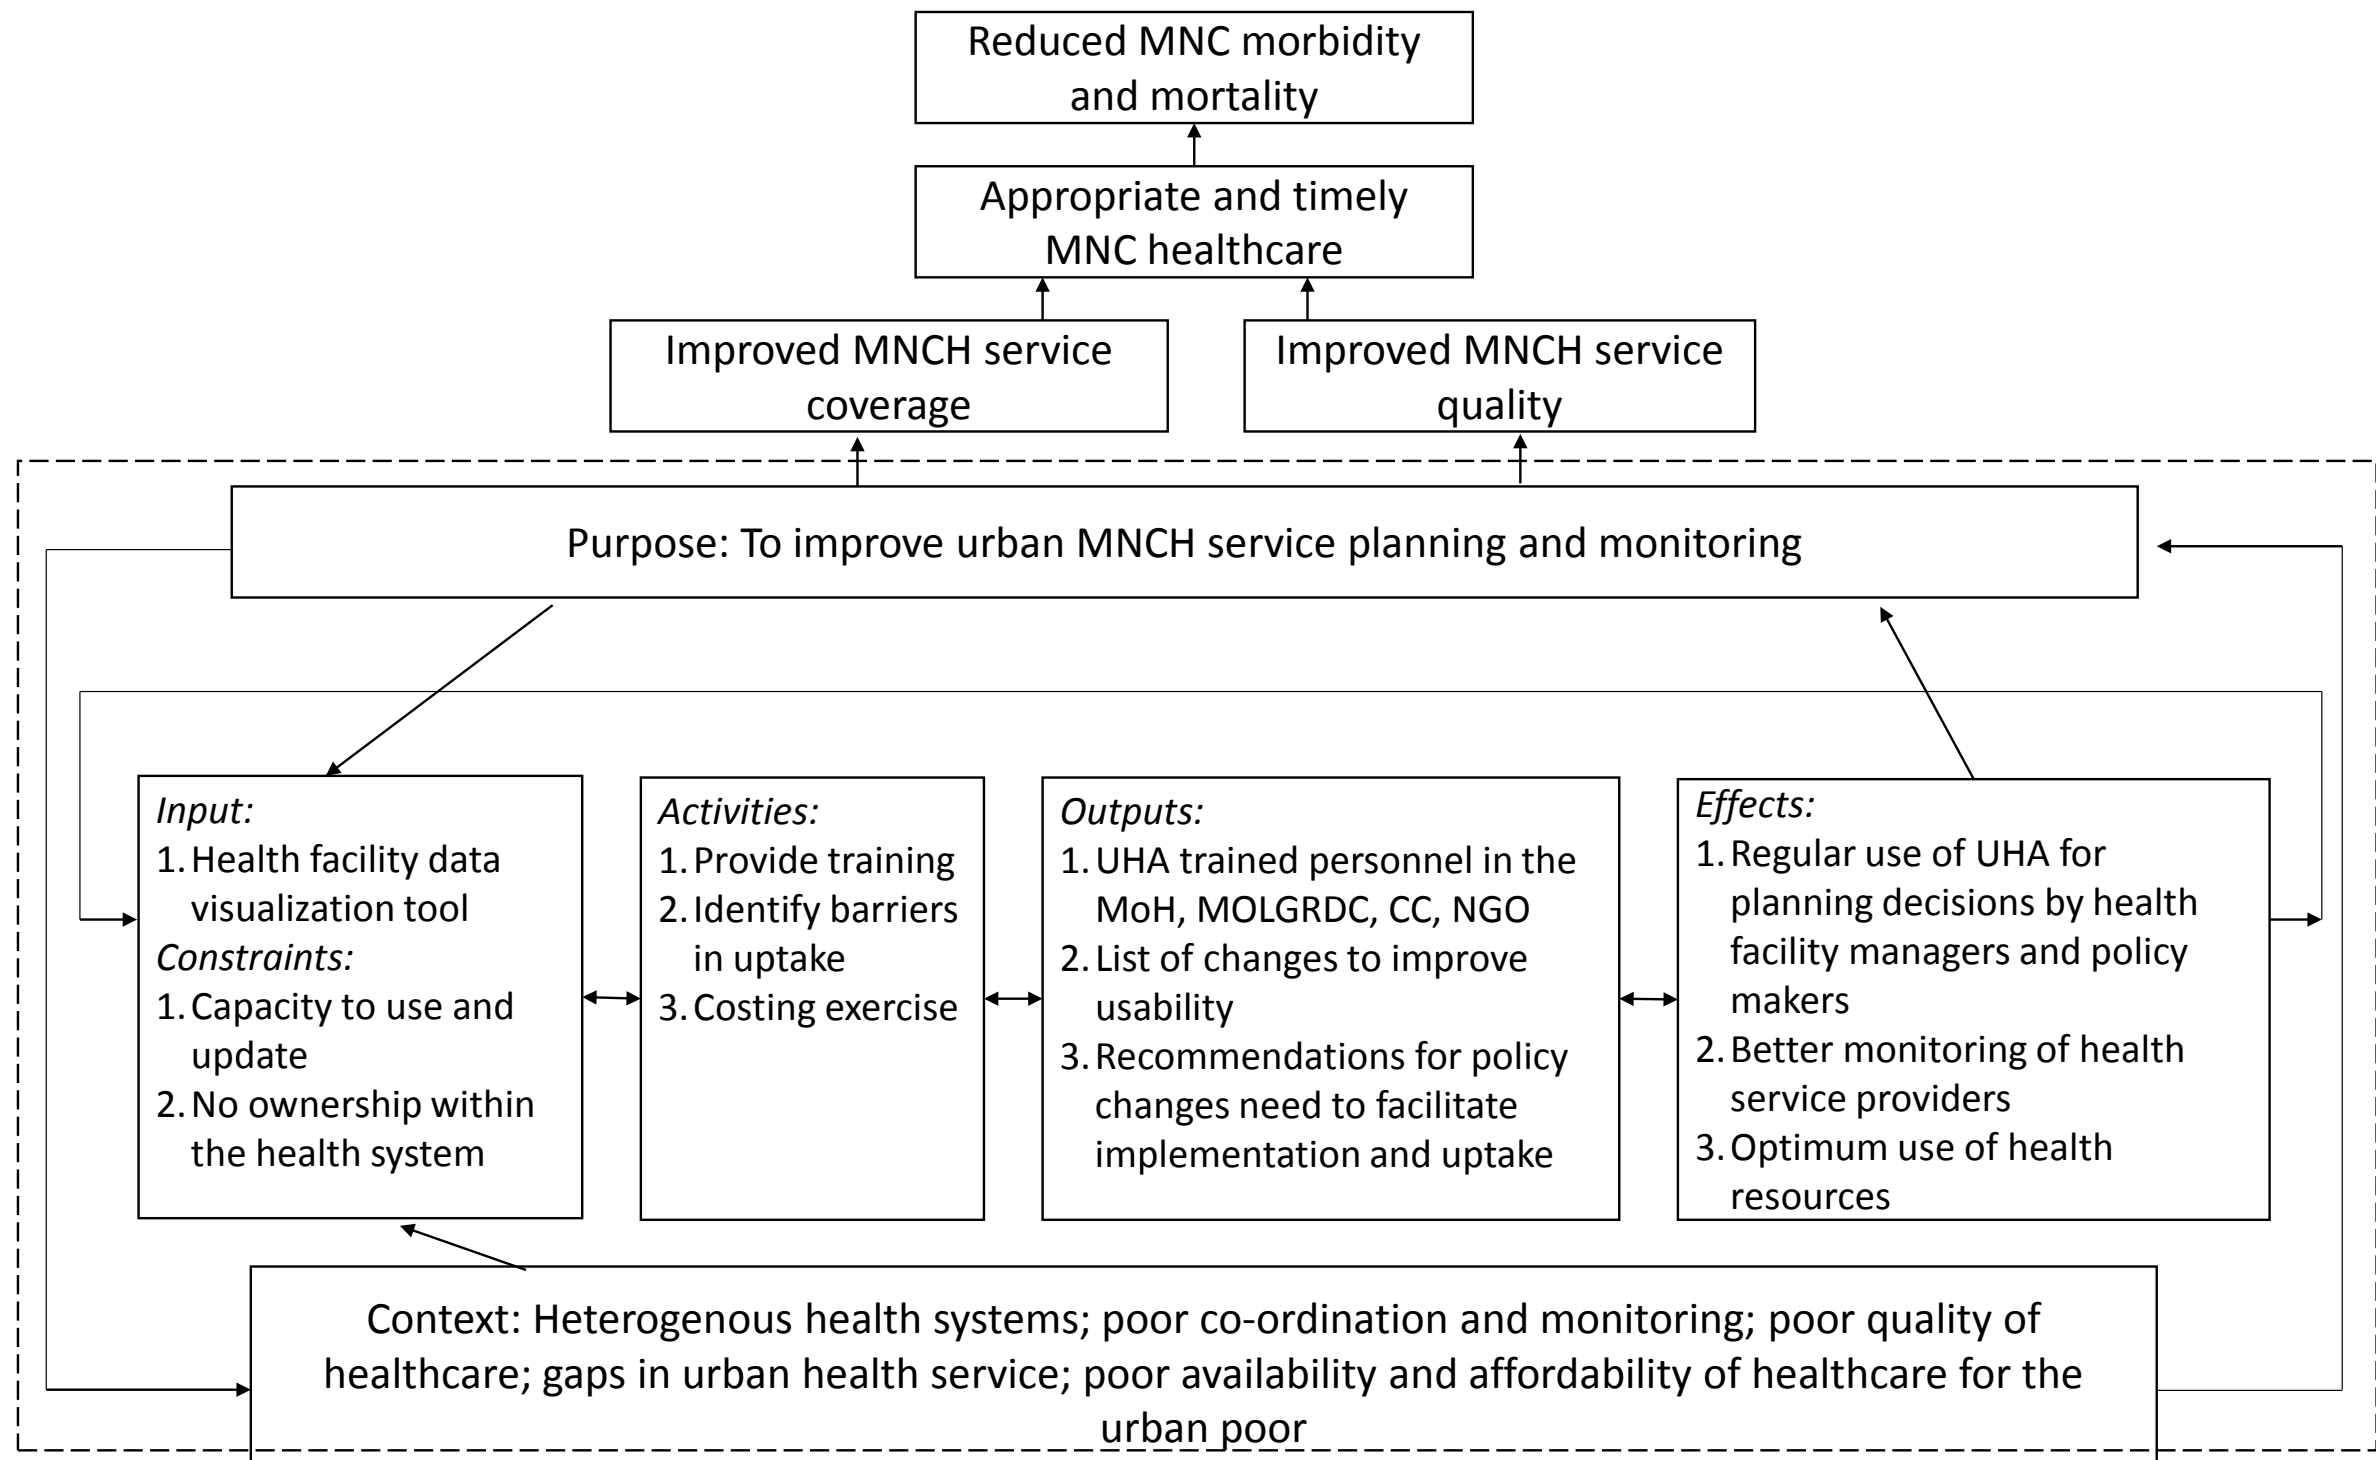 Reduced MNC morbidity
and mortality
Appropriate and timely
MNC healthcare
Improved MNCH service
coverage
Improved MNCH service
quality
Purpose: To improve urban MNCH service planning and monitoring
Input:
1. Health facility data
visualization tool
Constraints:
1. Capacity to use and
update
2. No ownership within
the health system
Activities:
1. Provide training
2. Identify barriers
in uptake
3. Costing exercise
Outputs:
1. UHA trained personnel in the
MoH, MOLGRDC, CC, NGO
2. List of changes to improve
usability
3. Recommendations for policy
changes need to facilitate
implementation and uptake
Effects:
1. Regular use of UHA for
planning decisions by health
facility managers and policy
makers
2. Better monitoring of health
service providers
3. Optimum use of health
resources
Context: Heterogenous health systems; poor co-ordination and monitoring; poor quality of
healthcare; gaps in urban health service; poor availability and affordability of healthcare for the
urban poor